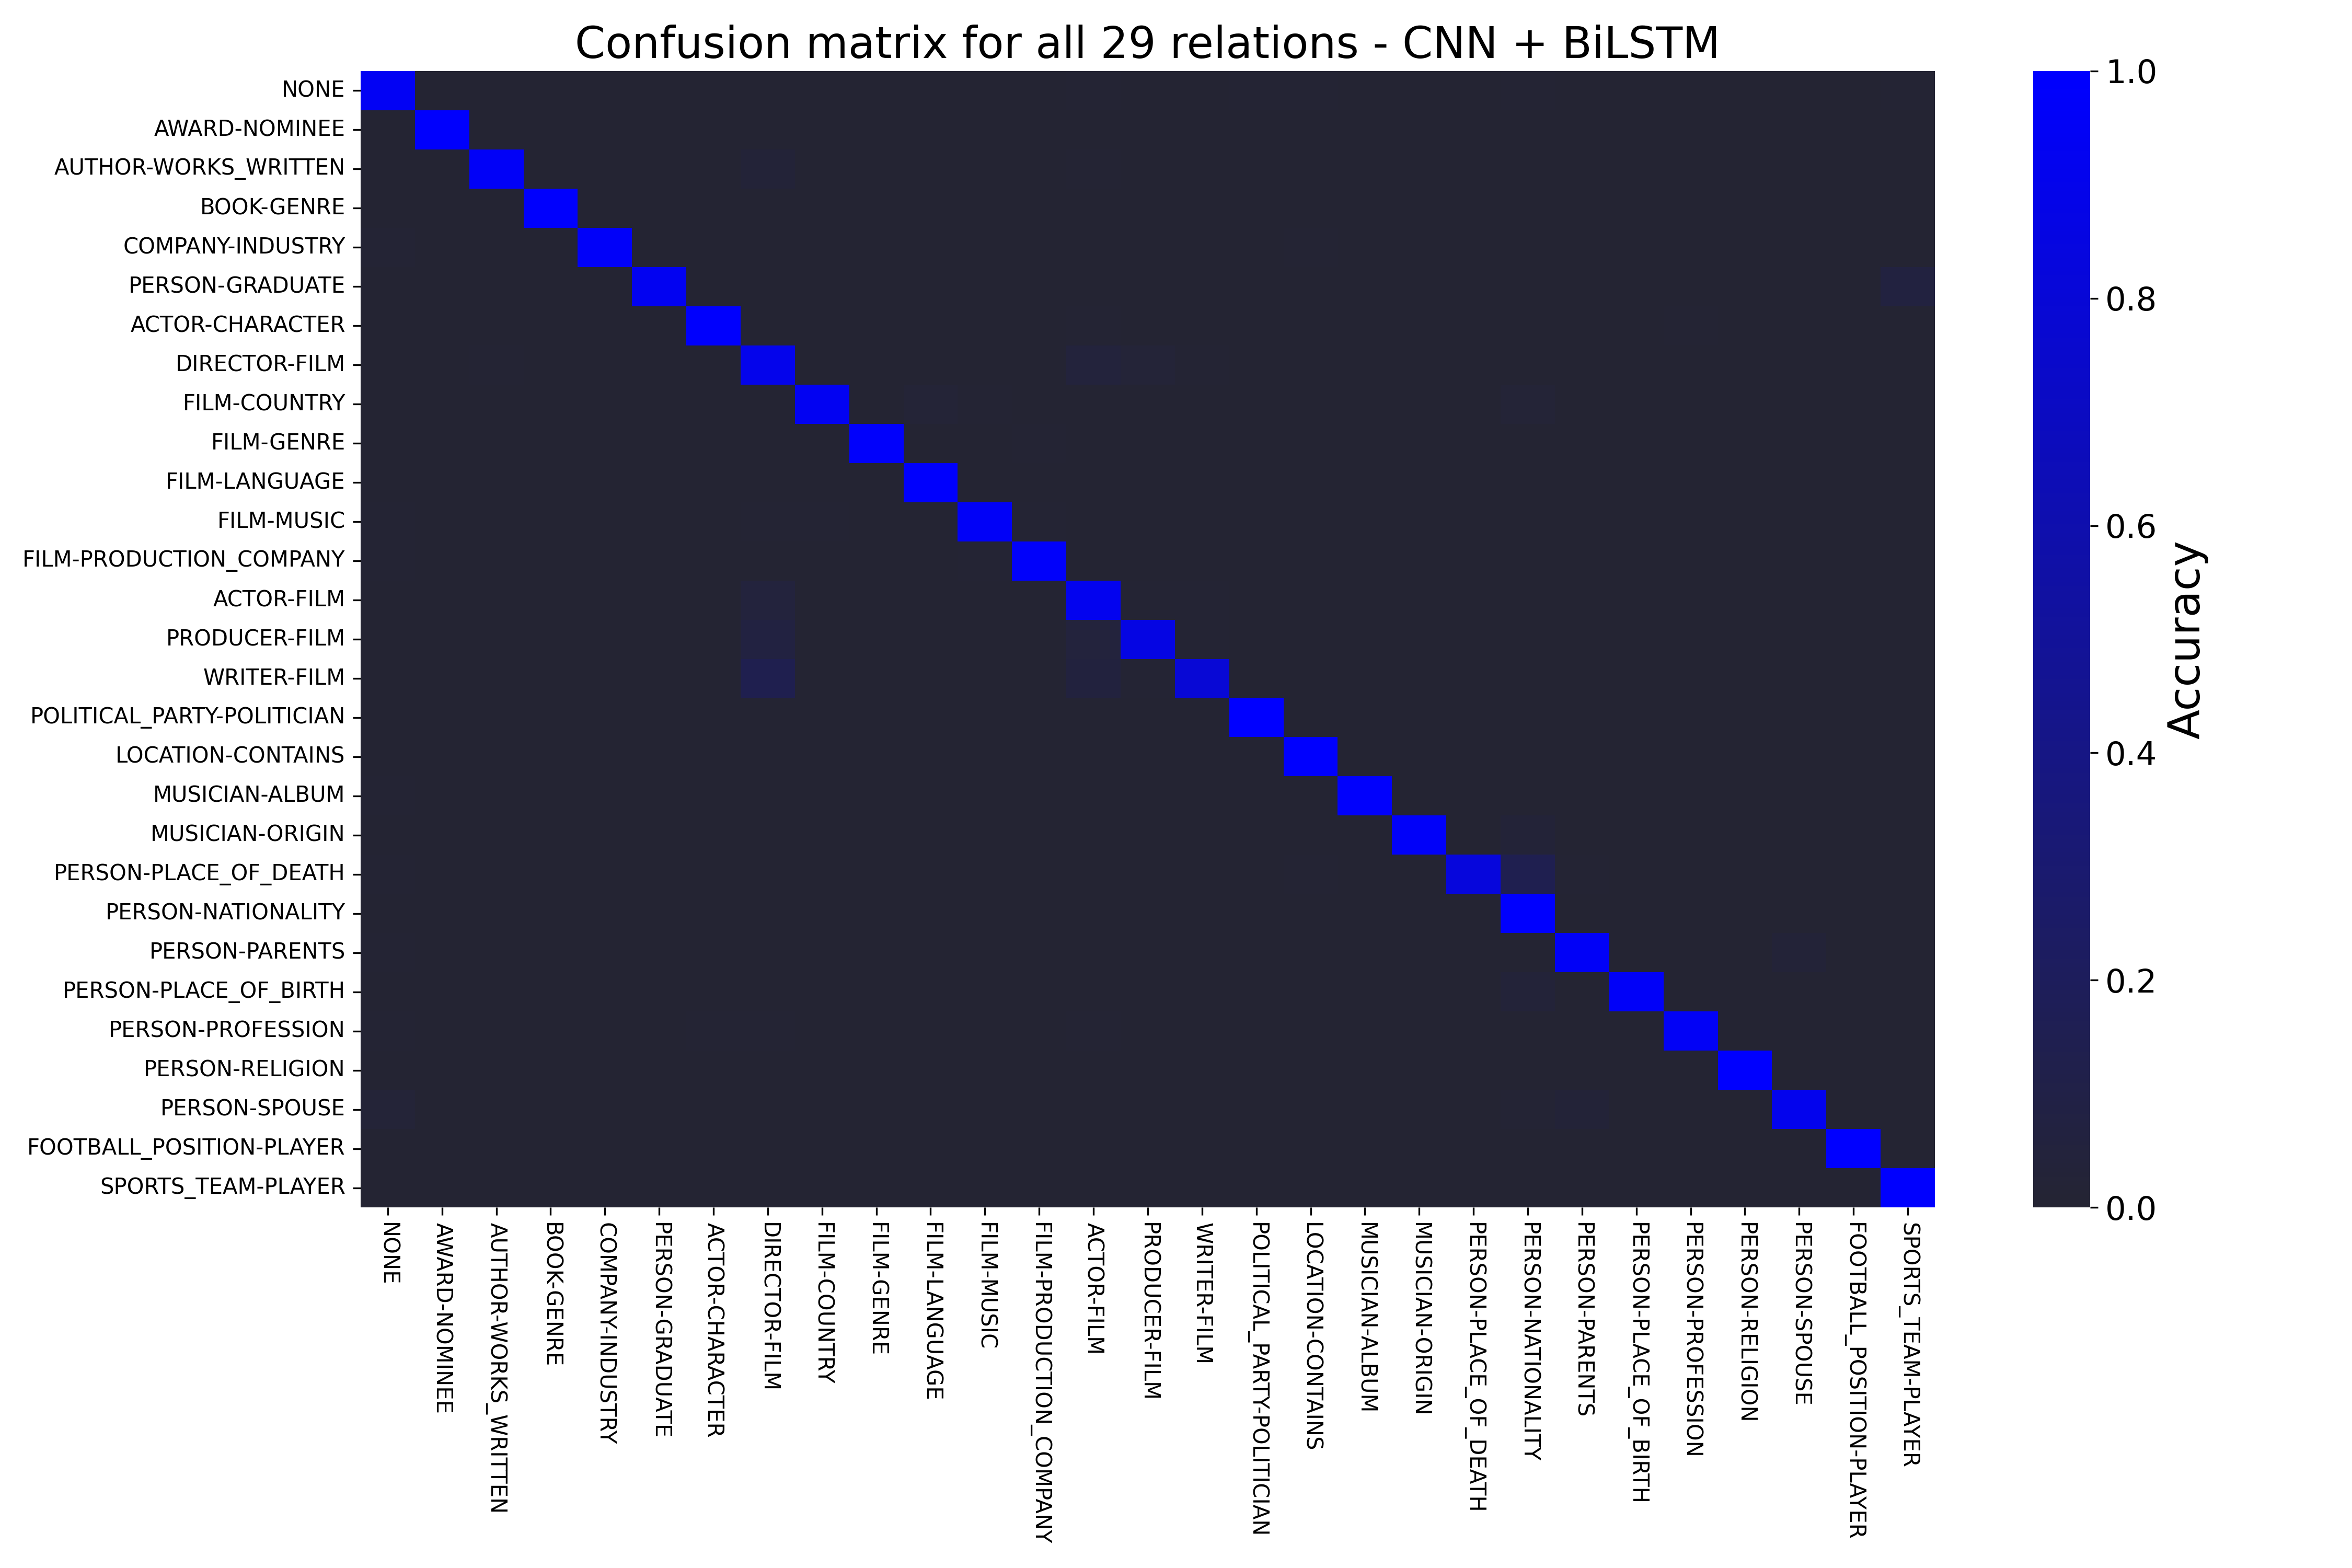 Confusion matrix for all 29 relations - CNN + BiLSTM
NONE
AWARD-NOMINEE
AUTHOR-WORKS_WRITTEN
BOOK-GENRE
COMPANY-INDUSTRY
PERSON-GRADUATE
ACTOR-CHARACTER
DIRECTOR-FILM
FILM-COUNTRY
FILM-GENRE
FILM-LANGUAGE
FILM-MUSIC
FILM-PRODUCTION_COMPANY
ACTOR-FILM
PRODUCER-FILM
WRITER-FILM
POLITICAL_PARTY-POLITICIAN
LOCATION-CONTAINS
MUSICIAN-ALBUM
MUSICIAN-ORIGIN
PERSON-PLACE_OF_DEATH
PERSON-NATIONALITY
PERSON-PARENTS
PERSON-PLACE_OF_BIRTH
PERSON-PROFESSION
PERSON-RELIGION
PERSON-SPOUSE
FOOTBALL_POSITION-PLAYER
SPORTS_TEAM-PLAYER
NONE
AWARD-NOMINEE
AUTHOR-WORKS_WRITTEN
BOOK-GENRE
COMPANY-INDUSTRY
PERSON-GRADUATE
ACTOR-CHARACTER
DIRECTOR-FILM
FILM-COUNTRY
FILM-GENRE
FILM-LANGUAGE
FILM-MUSIC
FILM-PRODUCTION_COMPANY
ACTOR-FILM
PRODUCER-FILM
WRITER-FILM
POLITICAL_PARTY-POLITICIAN
LOCATION-CONTAINS
MUSICIAN-ALBUM
MUSICIAN-ORIGIN
PERSON-PLACE_OF_DEATH
PERSON-NATIONALITY
PERSON-PARENTS
PERSON-PLACE_OF_BIRTH
PERSON-PROFESSION
PERSON-RELIGION
PERSON-SPOUSE
FOOTBALL_POSITION-PLAYER
SPORTS_TEAM-PLAYER
1.0
0.8
0.6
0.4
0.2
0.0
Accuracy